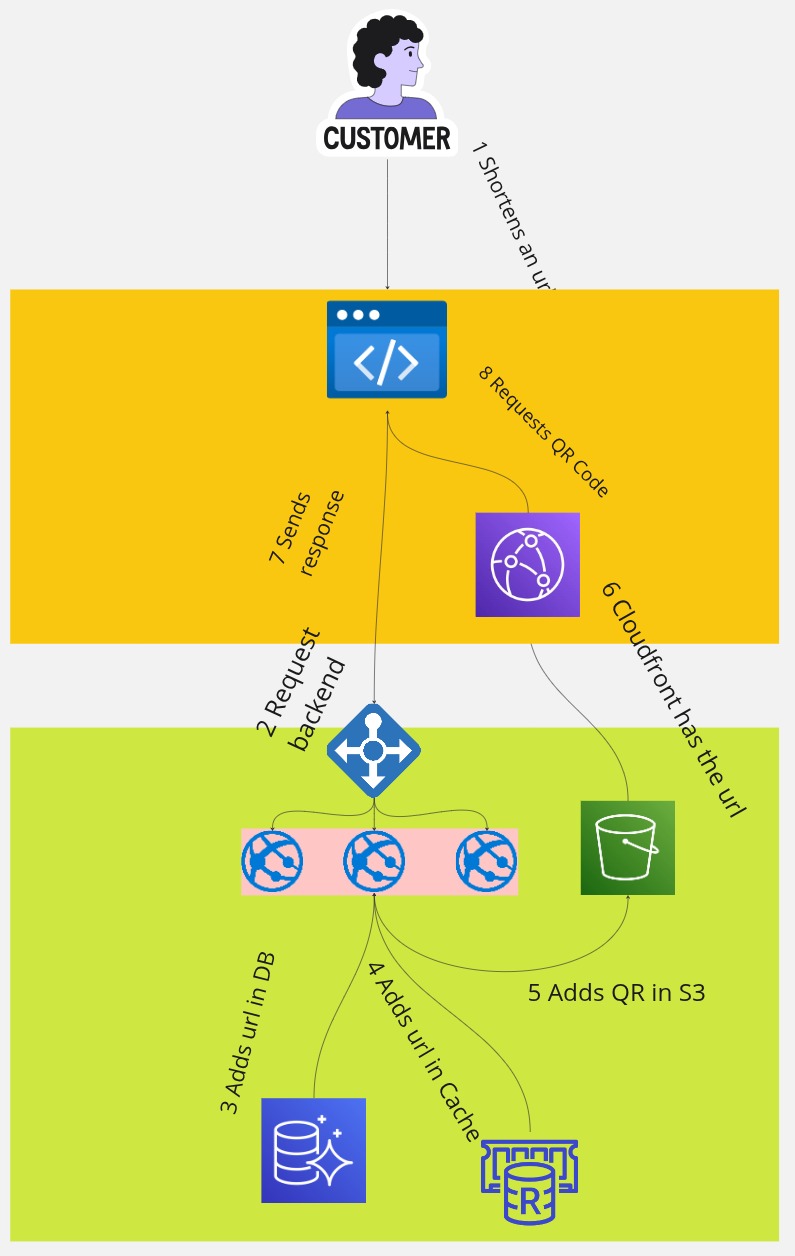 CUSTOMER
1 Shortens an url
8 Requests QR Code
7 Sends
response
6 Cloudfront has the url
2 Request
backend
3 Adds url in DB
4 Adds url in Cache
5 Adds QR in S3
R